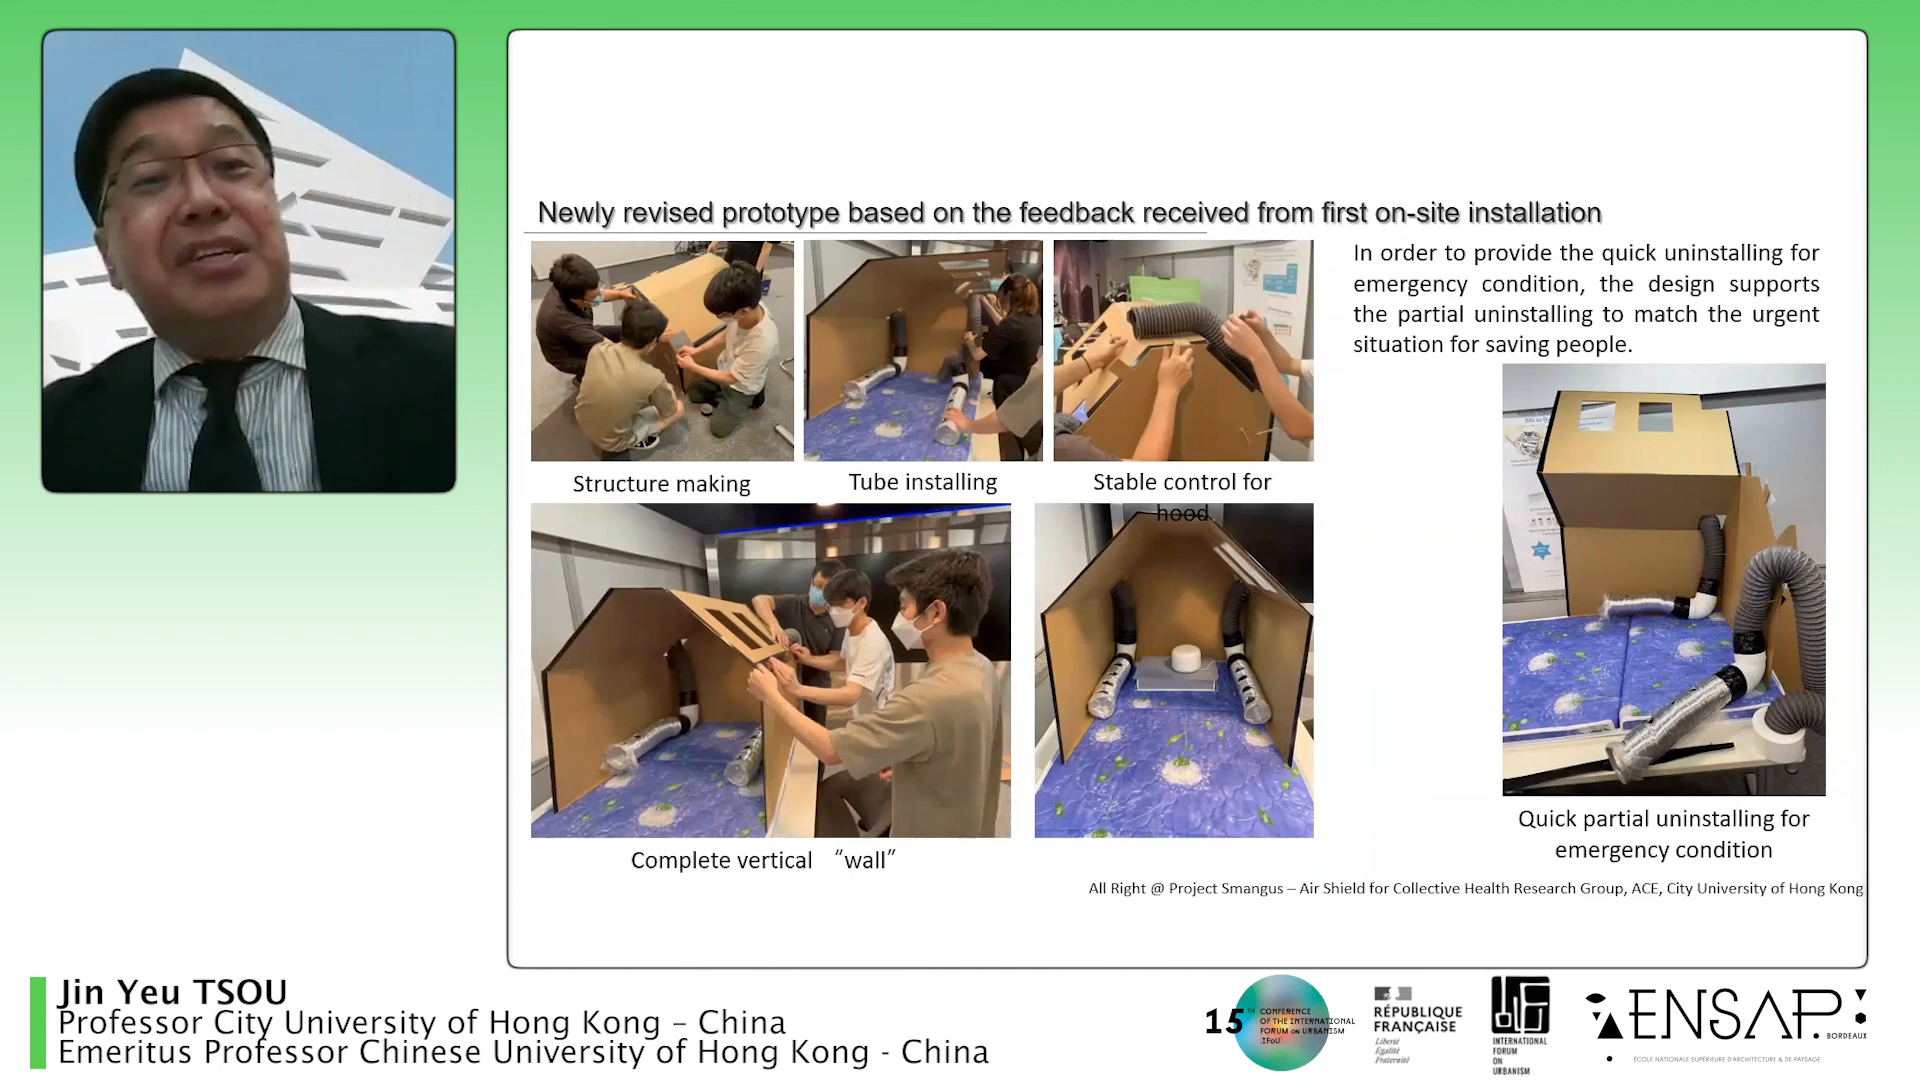 Newly revised prototype based on the feedback received from first on-site installation
In order to provide the quick uninstalling for
emergency condition, the design supports
the partial uninstalling to match the urgent
situation for saving people.
Structure making
Tube installing
Stable control for
hood
Complete vertical “wall”
Quick partial uninstalling for
emergency condition
All Right @ Project Smangus – Air Shield for Collective Health Research Group, ACE, City University of Hong Kong
Jin Yeu TSOU
Professor City University of Hong Kong – China
Emeritus Professor Chinese University of Hong Kong - China
15TH CONFERENCE
OF THE INTERNATIONAL
FORUM ON URBANISM
IFoU
RÉPUBLIQUE
FRANÇAISE
Liberté
Égalité
Fraternité
INTERNATIONAL
FORUM
ON
URBANISM
ENSAP
BORDEAUX
ÉCOLE NATIONALE SUPÉRIEURE D'ARCHITECTURE & DE PAYSAGE